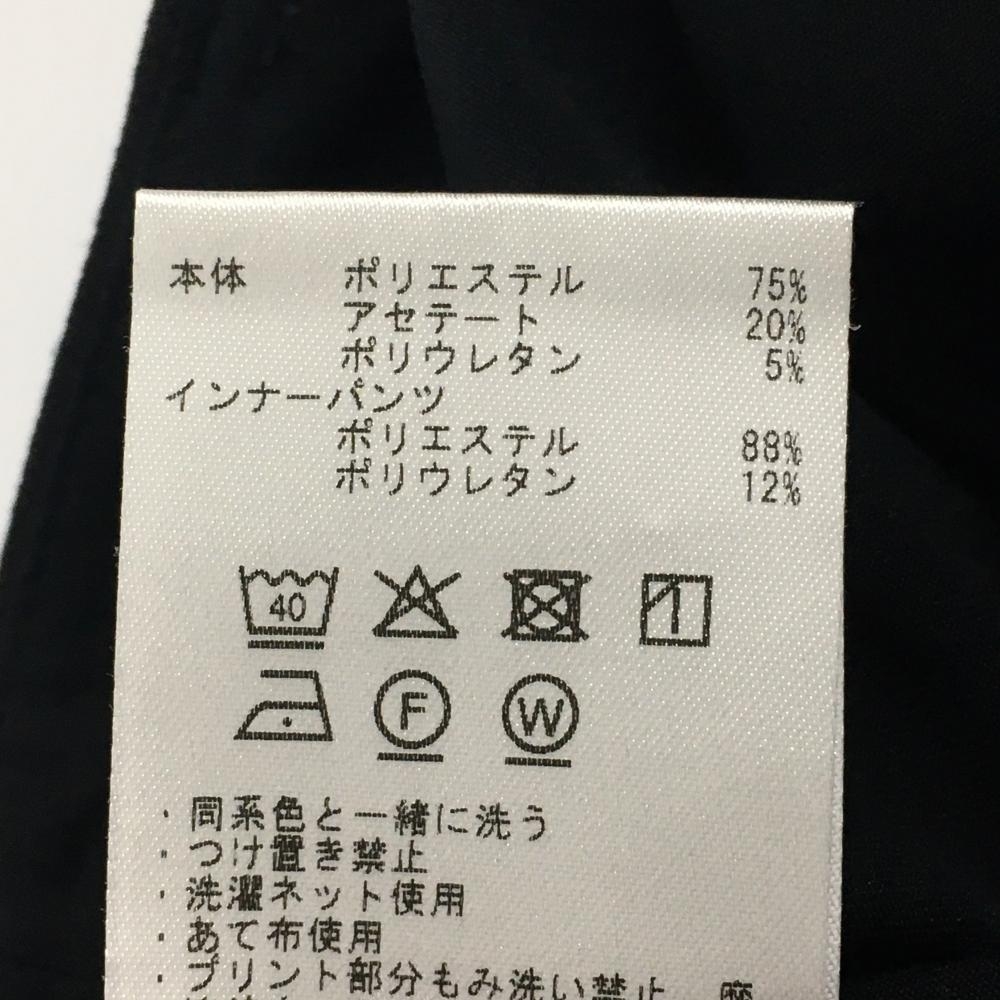 本体 ポリエステル 75%
アセテート 20%
ポリウレタン 5%
インナーパンツ
ポリエステル 88%
ポリウレタン 12%
40
F W
・同系色と一緒に洗う
・つけ置き禁止
・洗濯ネット使用
・あて布使用
・プリント部分もみ洗い禁止